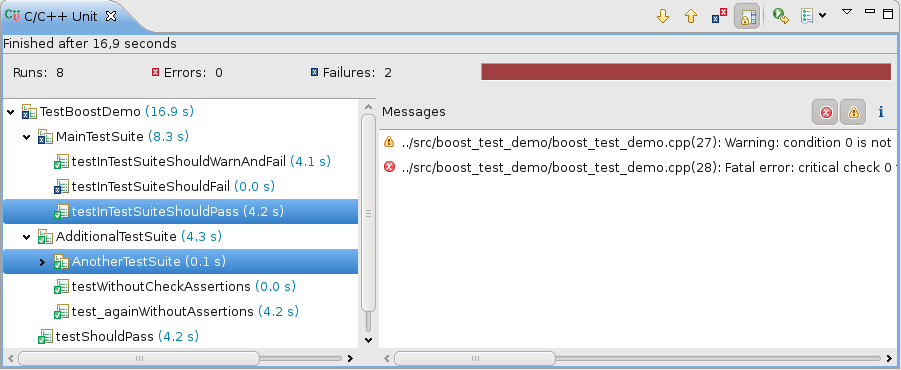 C/C++ Unit
Finished after 16,9 seconds
Runs: 8 Errors: 0 Failures: 2
TestBoostDemo (16.9 s)
MainTestSuite (8.3 s)
testInTestSuiteShouldWarnAndFail (4.1 s)
testInTestSuiteShouldFail (0.0 s)
testInTestSuiteShouldPass (4.2 s)
AdditionalTestSuite (4.3 s)
AnotherTestSuite (0.1 s)
testWithoutCheckAssertions (0.0 s)
test_againWithoutAssertions (4.2 s)
testShouldPass (4.2 s)
Messages
../src/boost_test_demo/boost_test_demo.cpp(27): Warning: condition 0 is not
../src/boost_test_demo/boost_test_demo.cpp(28): Fatal error: critical check 0